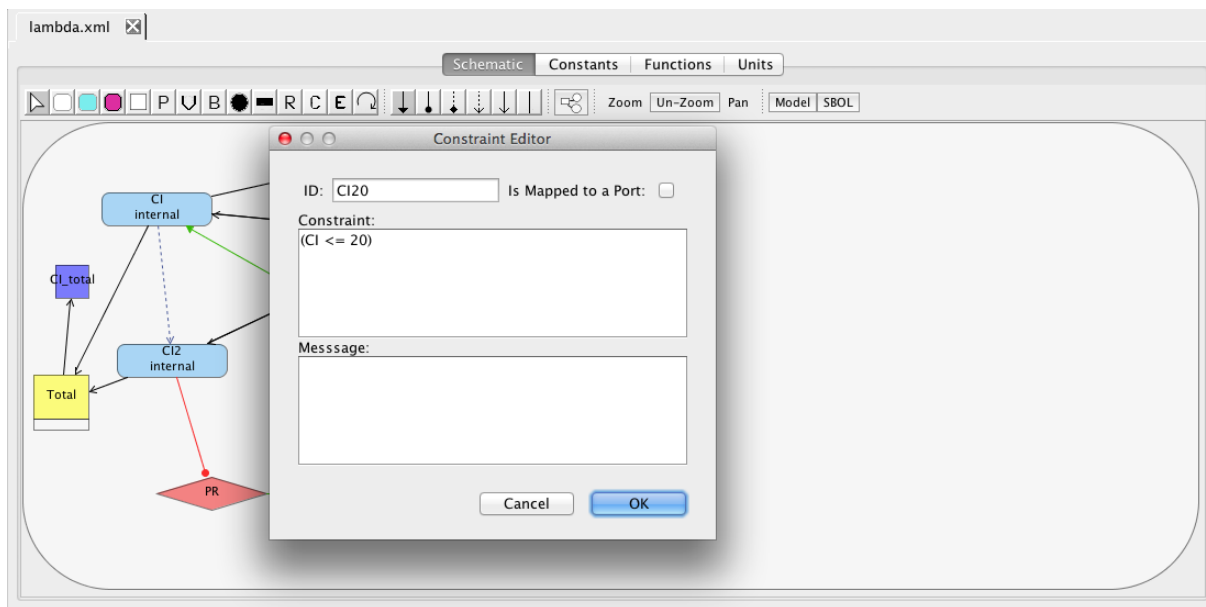 lambda.xml
Schematic Constants Functions Units
P V B R C E Zoom Un-Zoom Pan Model SBOL
Constraint Editor
ID: CI20 Is Mapped to a Port:
Constraint:
(CI <= 20)
Messsage:
Cancel OK
CI
internal
CI_total
CI2
internal
Total
PR